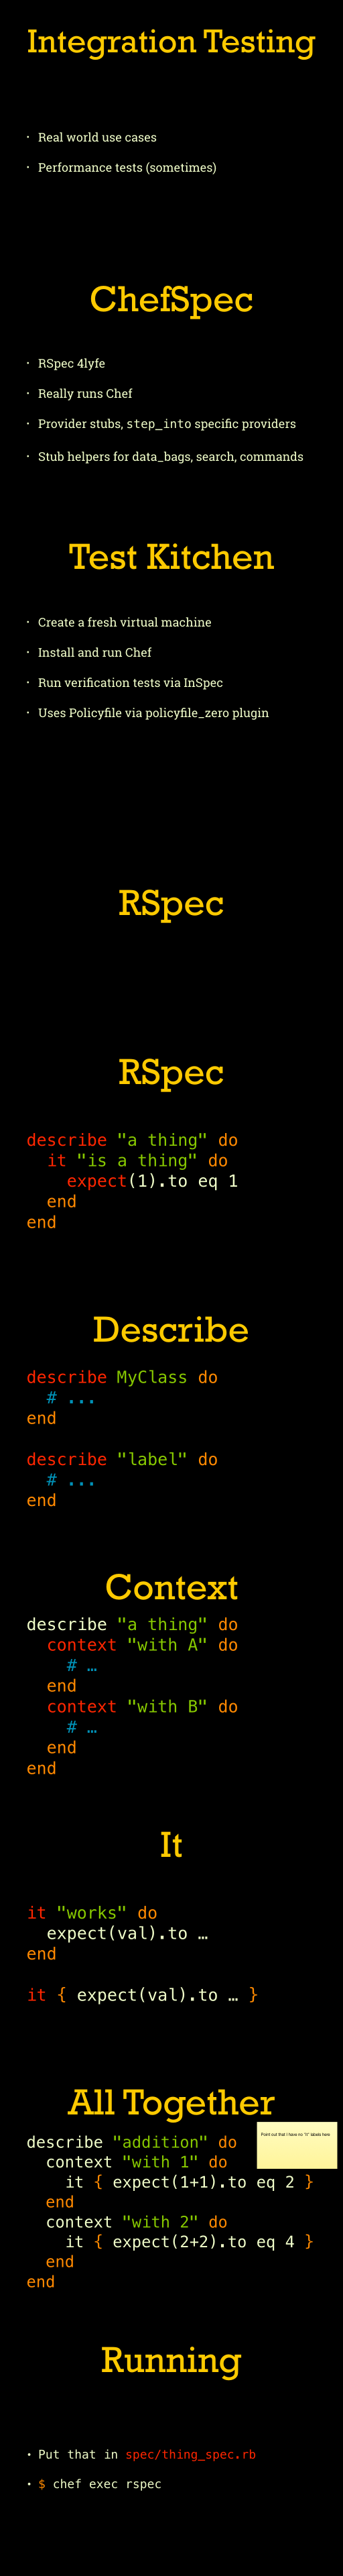 Integration Testing
• Real world use cases
• Performance tests (sometimes)
ChefSpec
• RSpec 4lyfe
• Really runs Chef
• Provider stubs, step_into specific providers
• Stub helpers for data_bags, search, commands
Test Kitchen
• Create a fresh virtual machine
• Install and run Chef
• Run verification tests via InSpec
• Uses Policyfile via policyfile_zero plugin
RSpec
RSpec
describe "a thing" do
  it "is a thing" do
    expect(1).to eq 1
  end
end
Describe
describe MyClass do
  # ...
end
describe "label" do
  # ...
end
Context
describe "a thing" do
  context "with A" do
    # …
  end
  context "with B" do
    # …
  end
end
It
it "works" do
  expect(val).to …
end
it { expect(val).to … }
All Together
Point out that I have no "it" labels here
describe "addition" do
  context "with 1" do
    it { expect(1+1).to eq 2 }
  end
  context "with 2" do
    it { expect(2+2).to eq 4 }
  end
end
Running
• Put that in spec/thing_spec.rb
• $ chef exec rspec